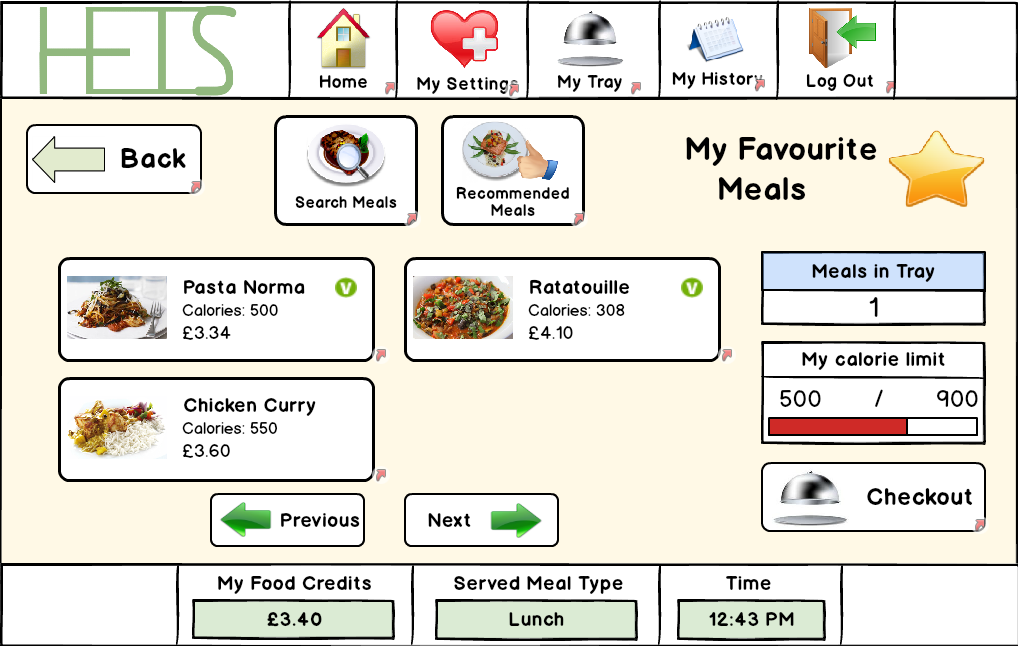 HETS
Home
My Settings
My Tray
My History
Log Out
Back
Search Meals
Recommended
Meals
My Favourite
Meals
Pasta Norma
V
Calories: 500
£3.34
Ratatouille
V
Calories: 308
£4.10
Meals in Tray
1
My calorie limit
500 / 900
Chicken Curry
Calories: 550
£3.60
Checkout
Previous
Next
My Food Credits
£3.40
Served Meal Type
Lunch
Time
12:43 PM